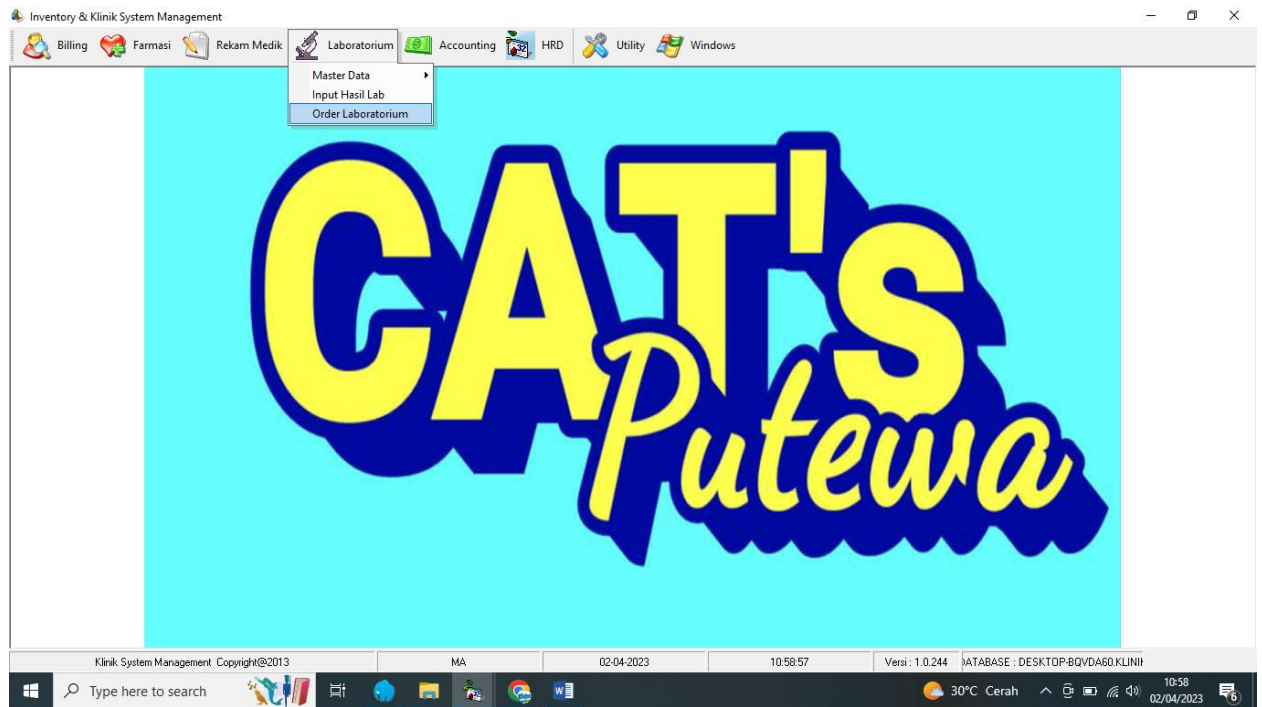 Inventory & Klinik System Management
Billing Farmasi Rekam Medik Laboratorium Accounting HRD Utility Windows
Master Data
Input Hasil Lab
Order Laboratorium
CAT's
Putewa
Klinik System Management Copyright@2013 MA 02-04-2023 10:58:57 Versi : 1.0.244 DATABASE : DESKTOP-BQVDA60.KLINIK
Type here to search 30°C Cerah 10:58
02/04/2023
6